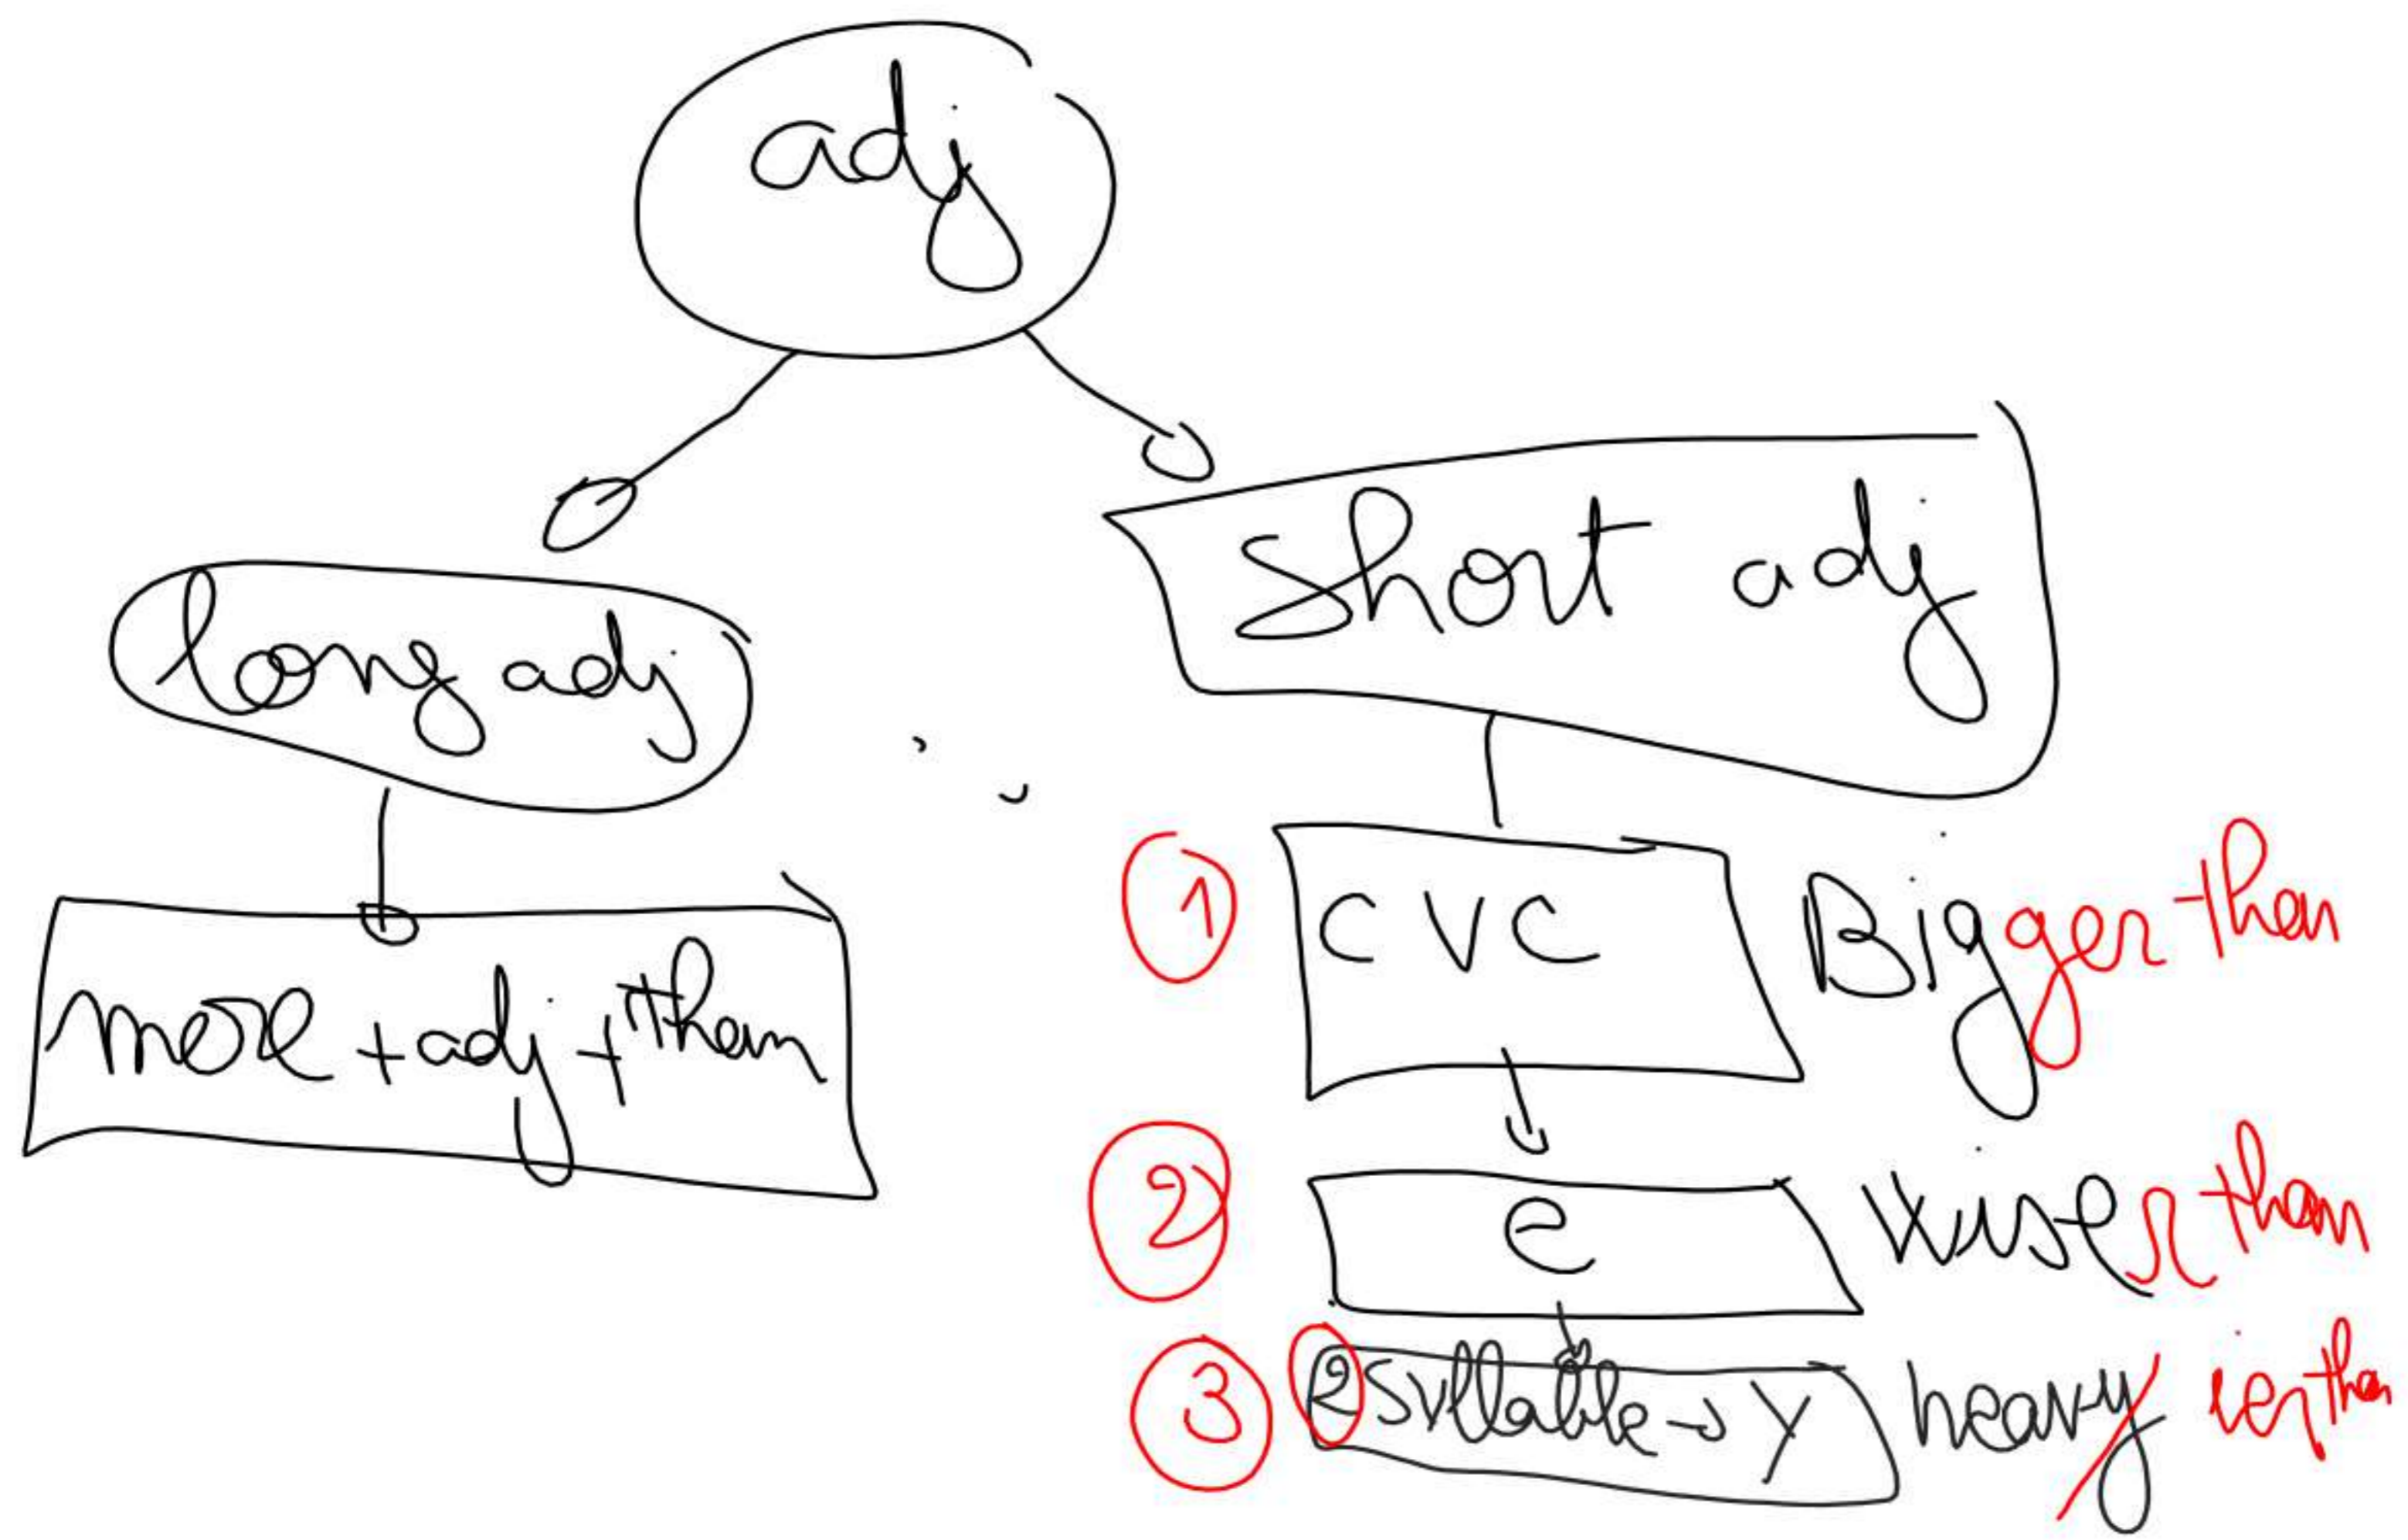 adj
long adj
short adj
more + adj + than
1 CVC Bigger than
2 e Wiser than
3 2 syllable → y heavy ier than